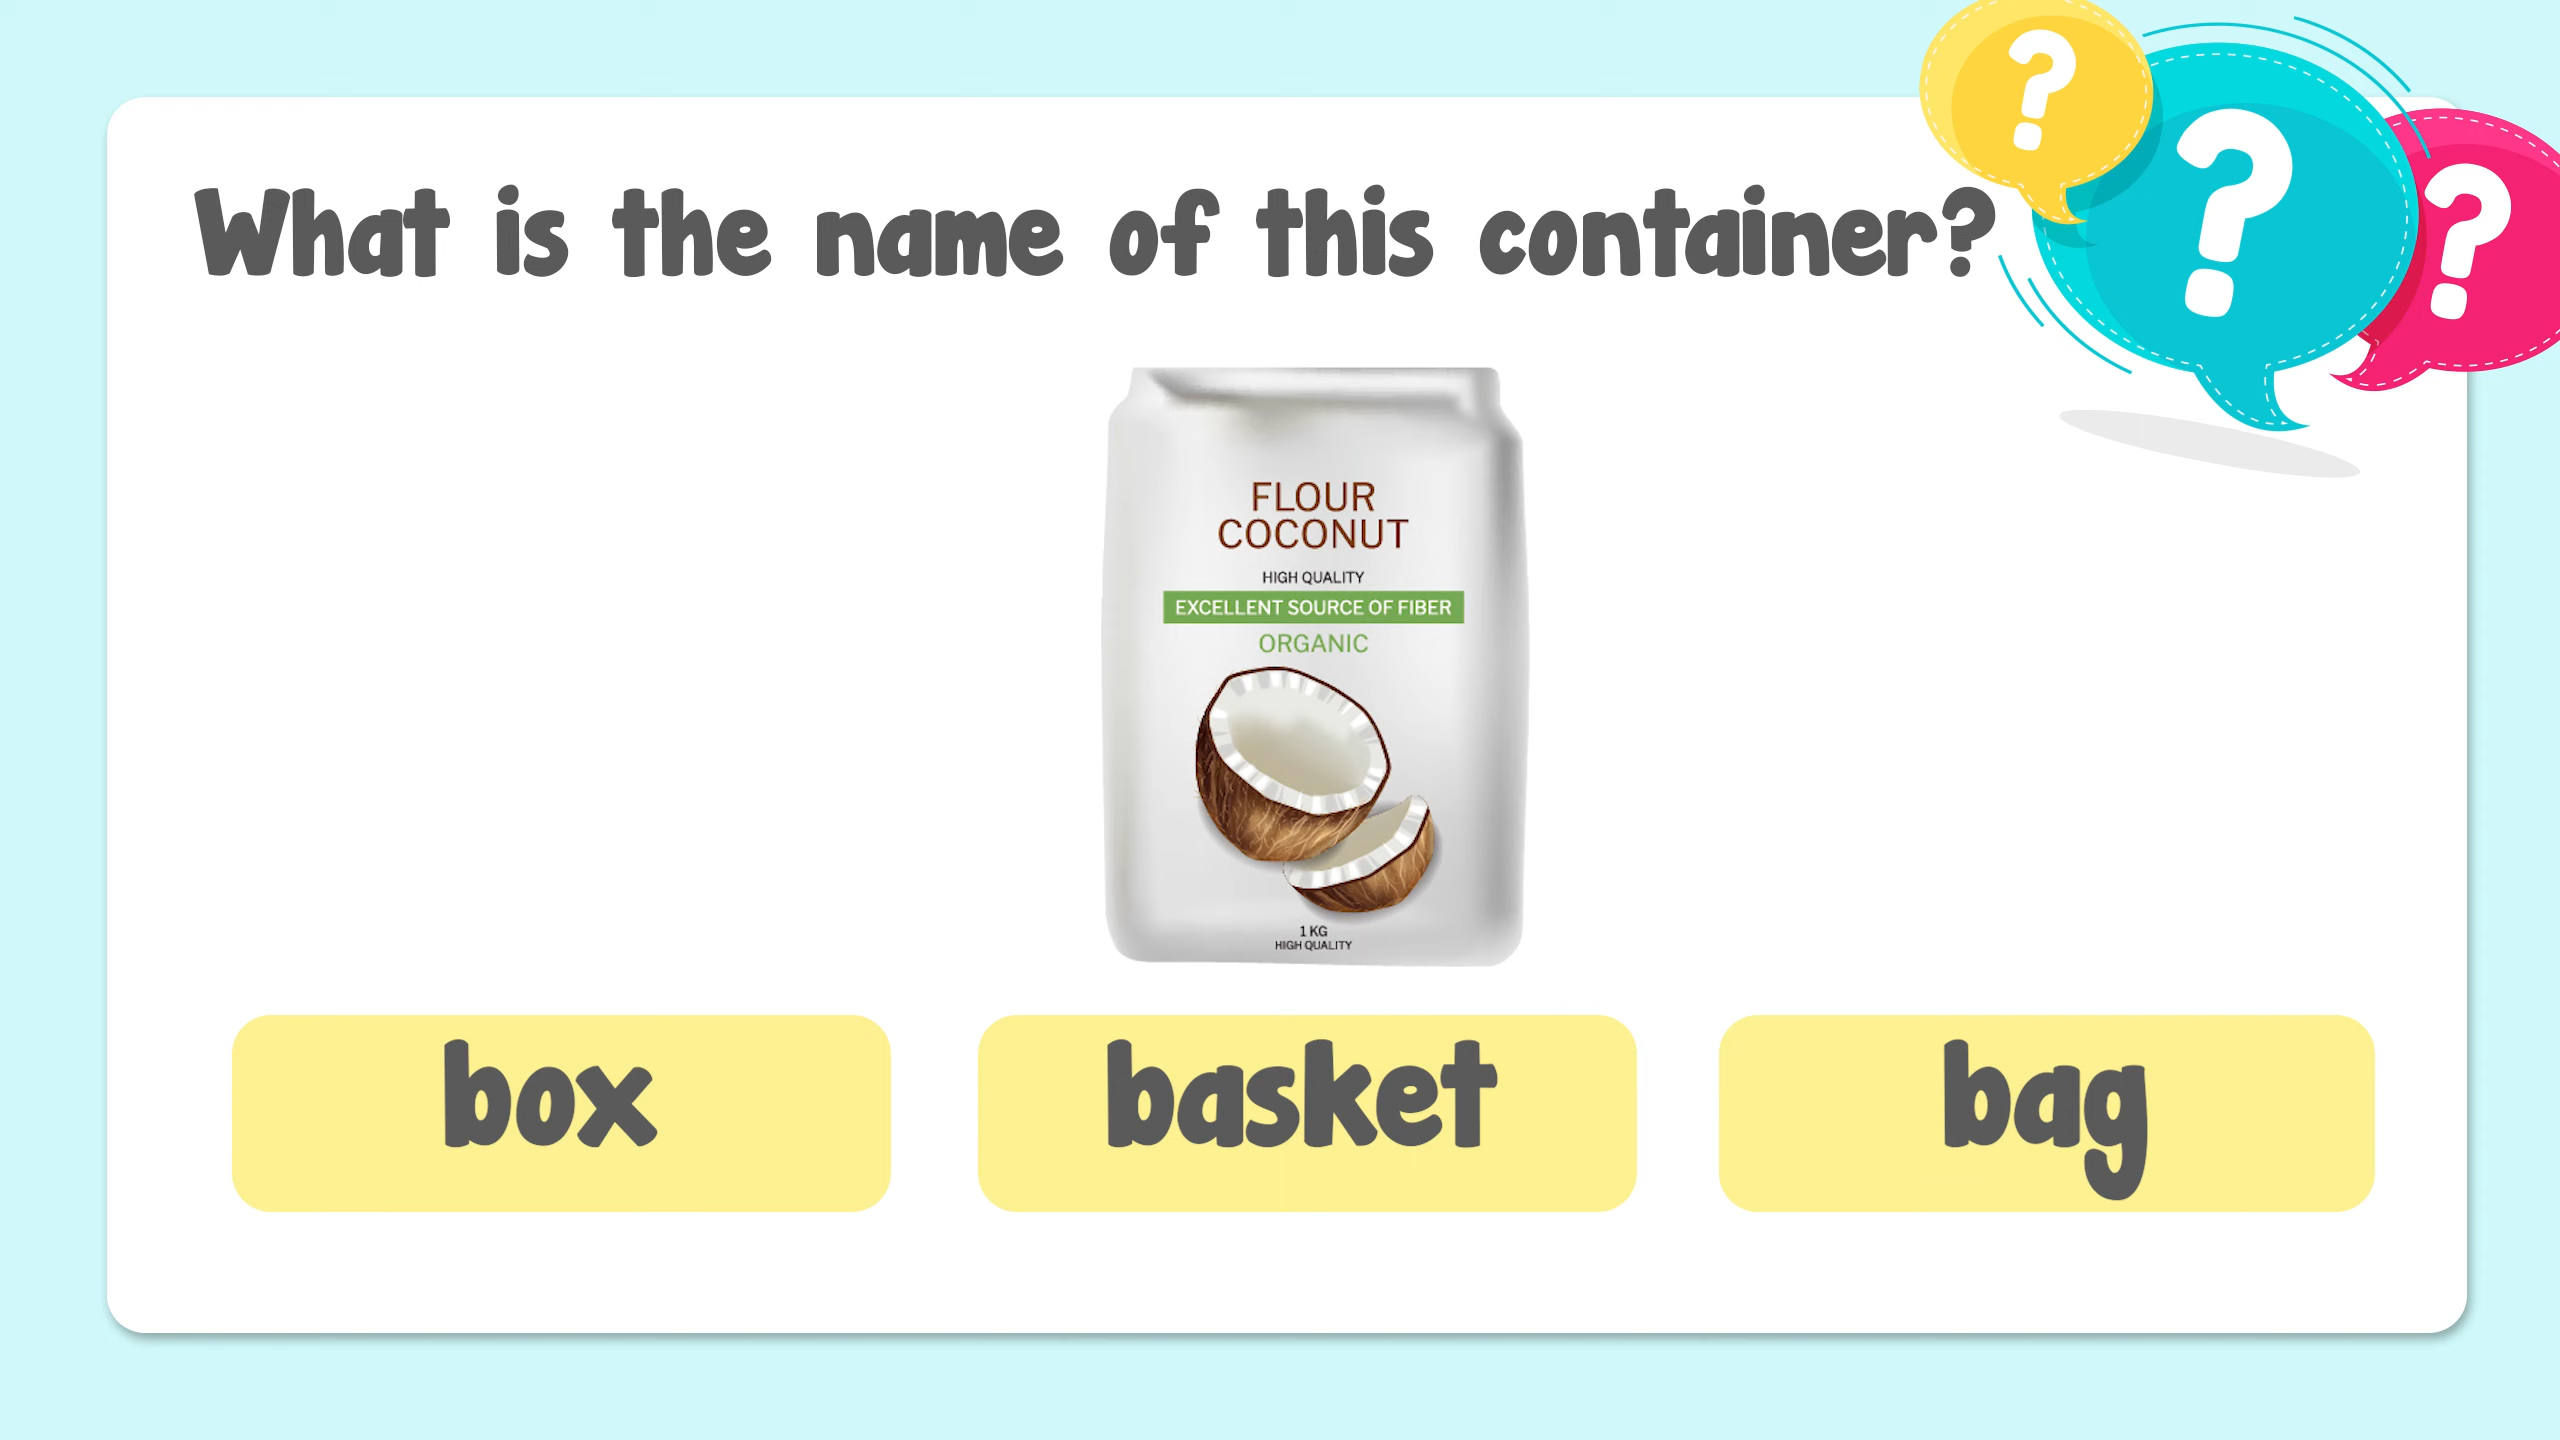 What is the name of this container?
? ? ?
FLOUR
COCONUT
HIGH QUALITY
EXCELLENT SOURCE OF FIBER
ORGANIC
1 KG
HIGH QUALITY
box
basket
bag